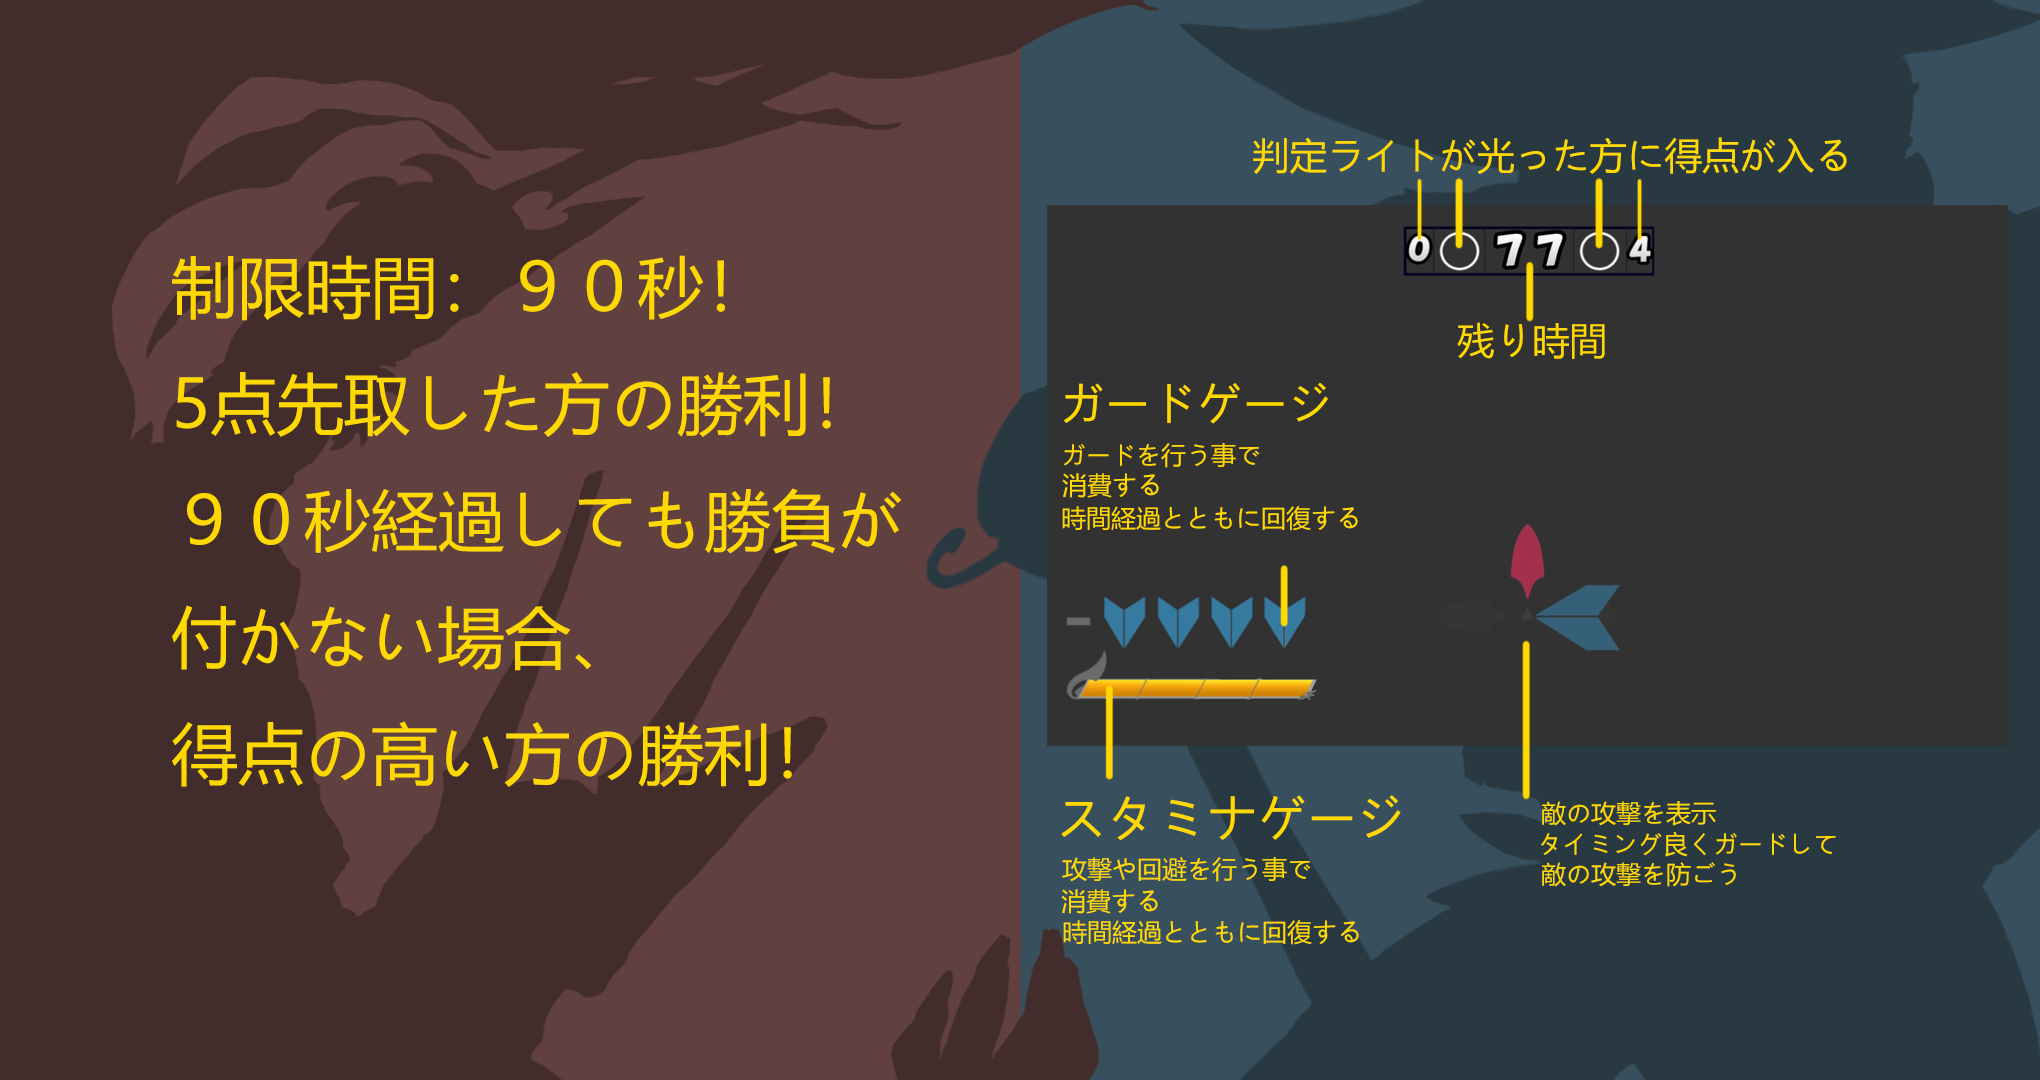 制限時間：９０秒！
5点先取した方の勝利！
９０秒経過しても勝負が
付かない場合、
得点の高い方の勝利！
判定ライトが光った方に得点が入る
0 77 4
残り時間
ガードゲージ
ガードを行う事で
消費する
時間経過とともに回復する
スタミナゲージ
攻撃や回避を行う事で
消費する
時間経過とともに回復する
敵の攻撃を表示
タイミング良くガードして
敵の攻撃を防ごう